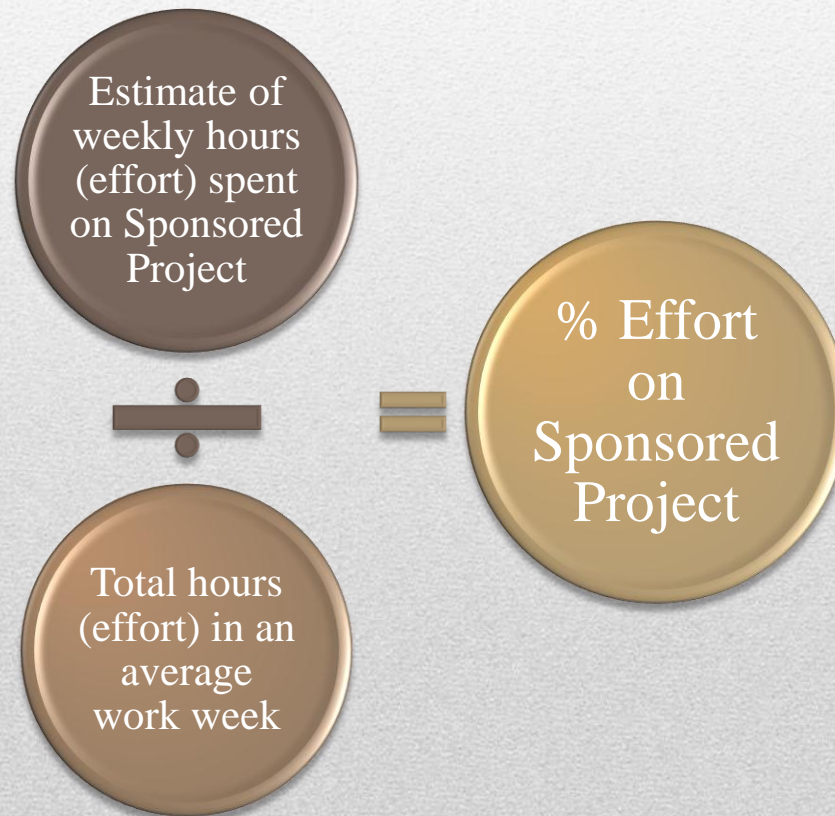 Estimate of
weekly hours
(effort) spent
on Sponsored
Project
÷
=
Total hours
(effort) in an
average
work week
% Effort
on
Sponsored
Project